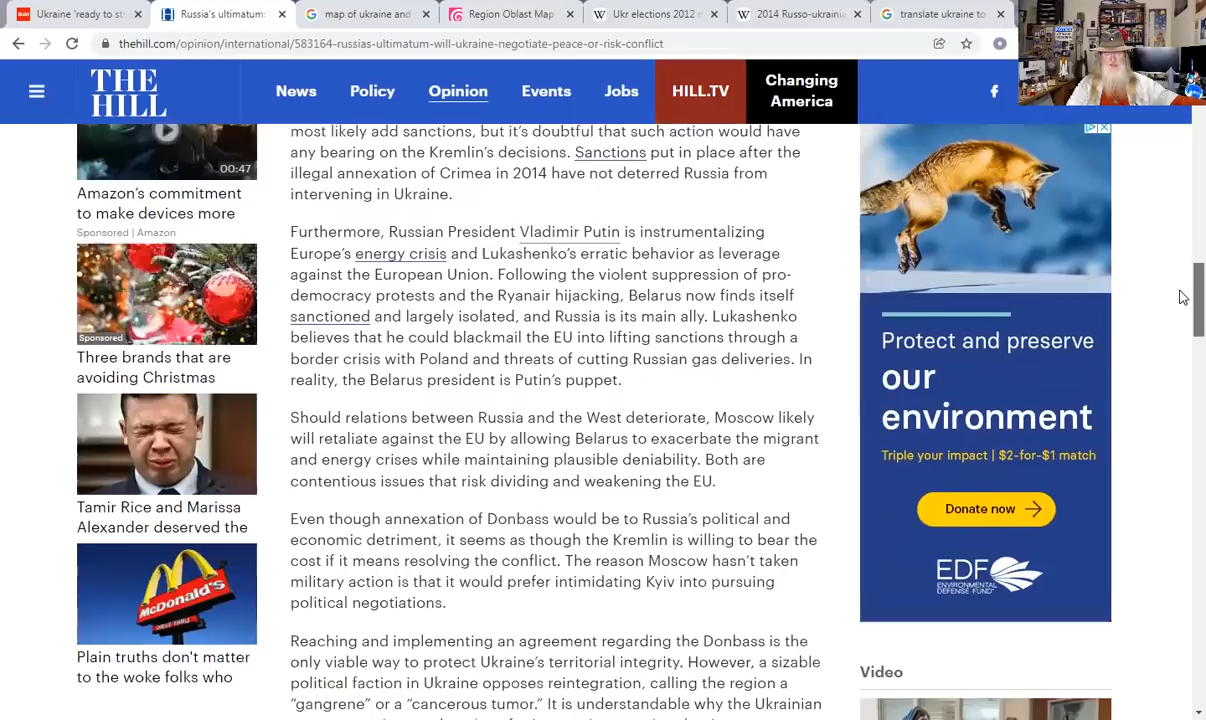 Ukraine 'ready to st
Russia's ultimatum:
map of ukraine and
Region Oblast Map
Ukr elections 2012 m
2014 Russo-ukrainia
translate ukraine to
thehill.com/opinion/international/583164-russias-ultimatum-will-ukraine-negotiate-peace-or-risk-conflict
THE
HILL
News
Policy
Opinion
Events
Jobs
HILL.TV
Changing
America
00:47
Amazon's commitment
to make devices more
Sponsored | Amazon
Sponsored
Three brands that are
avoiding Christmas
Tamir Rice and Marissa
Alexander deserved the
McDonald's
DRIVE-THRU
Plain truths don't matter
to the woke folks who
most likely add sanctions, but it's doubtful that such action would have
any bearing on the Kremlin's decisions. Sanctions put in place after the
illegal annexation of Crimea in 2014 have not deterred Russia from
intervening in Ukraine.
Furthermore, Russian President Vladimir Putin is instrumentalizing
Europe's energy crisis and Lukashenko's erratic behavior as leverage
against the European Union. Following the violent suppression of pro-
democracy protests and the Ryanair hijacking, Belarus now finds itself
sanctioned and largely isolated, and Russia is its main ally. Lukashenko
believes that he could blackmail the EU into lifting sanctions through a
border crisis with Poland and threats of cutting Russian gas deliveries. In
reality, the Belarus president is Putin's puppet.
Should relations between Russia and the West deteriorate, Moscow likely
will retaliate against the EU by allowing Belarus to exacerbate the migrant
and energy crises while maintaining plausible deniability. Both are
contentious issues that risk dividing and weakening the EU.
Even though annexation of Donbass would be to Russia's political and
economic detriment, it seems as though the Kremlin is willing to bear the
cost if it means resolving the conflict. The reason Moscow hasn't taken
military action is that it would prefer intimidating Kyiv into pursuing
political negotiations.
Reaching and implementing an agreement regarding the Donbass is the
only viable way to protect Ukraine's territorial integrity. However, a sizable
political faction in Ukraine opposes reintegration, calling the region a
"gangrene" or a "cancerous tumor." It is understandable why the Ukrainian
Protect and preserve
our
environment
Triple your impact | $2-for-$1 match
Donate now
EDF
ENVIRONMENTAL
DEFENSE FUND
Video